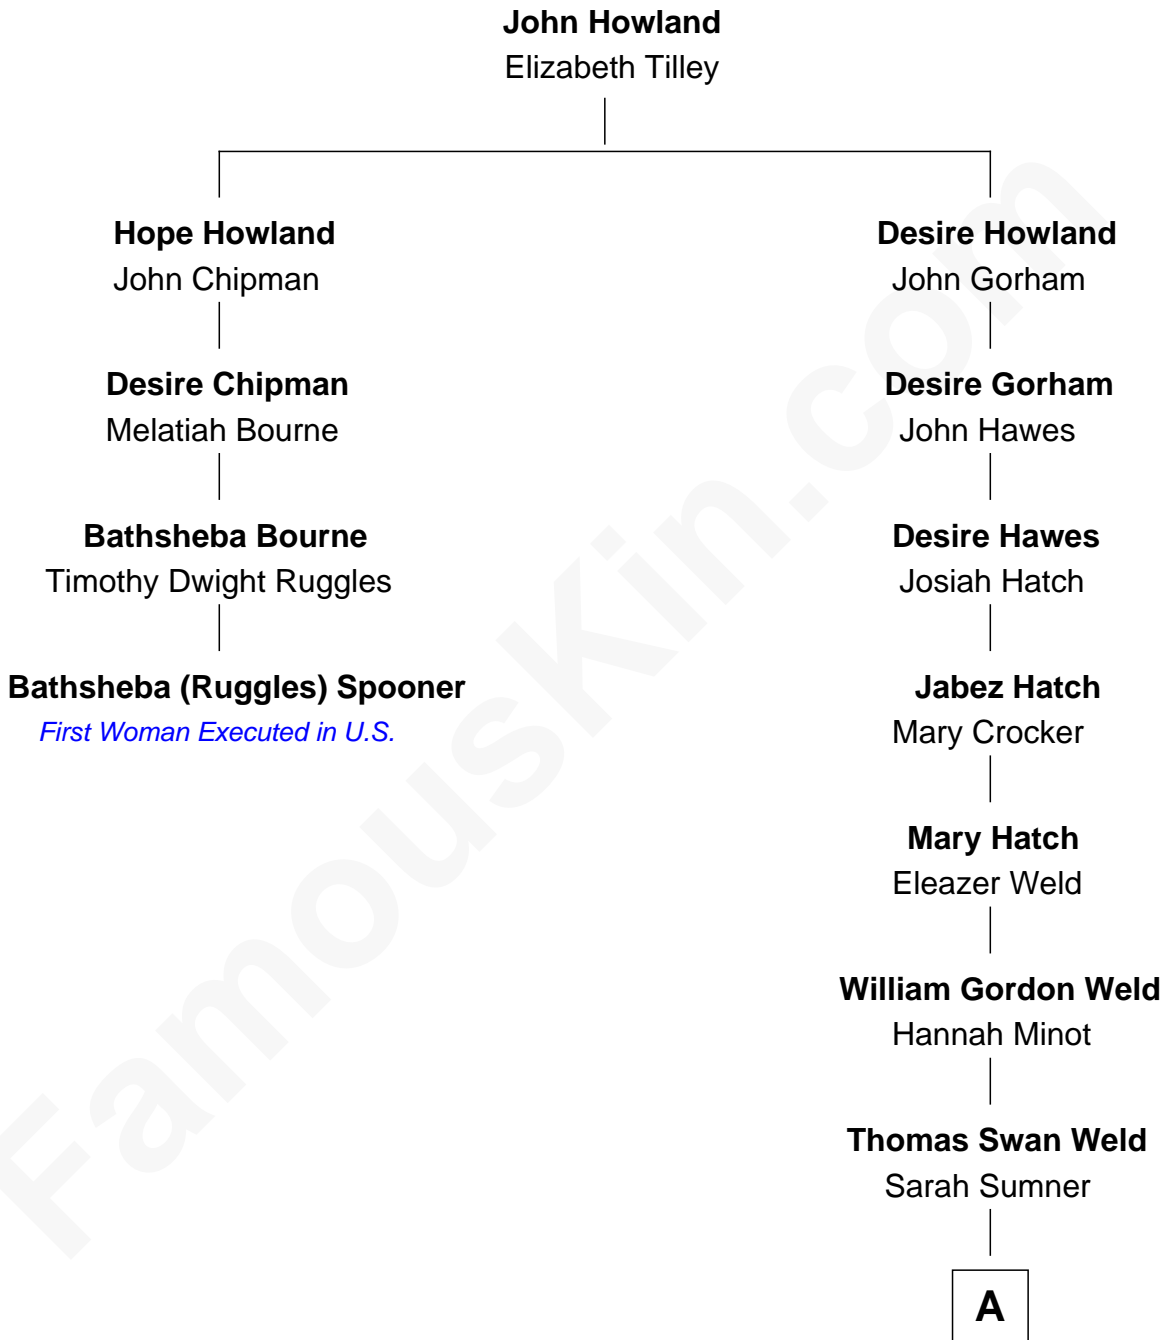 John Howland
Elizabeth Tilley
Hope Howland
John Chipman
Desire Howland
John Gorham
Desire Chipman
Melatiah Bourne
Desire Gorham
John Hawes
Bathsheba Bourne
Timothy Dwight Ruggles
Desire Hawes
Josiah Hatch
Bathsheba (Ruggles) Spooner
First Woman Executed in U.S.
Jabez Hatch
Mary Crocker
Mary Hatch
Eleazer Weld
William Gordon Weld
Hannah Minot
Thomas Swan Weld
Sarah Sumner
A
FamousKin.com